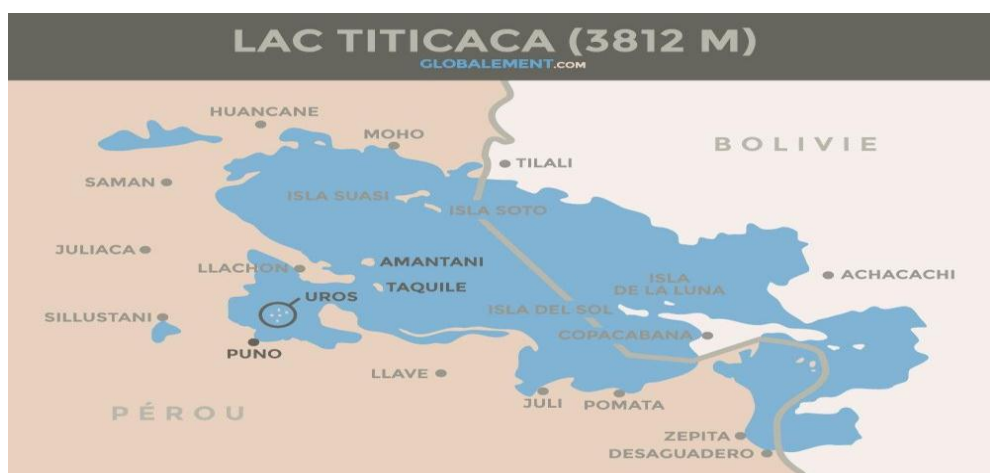 LAC TITICACA (3812 M)
GLOBALEMENT.COM
HUANCANE
MOHO
BOLIVIE
TILALI
SAMAN
ISLA SUASI
ISLA SOTO
JULIACA
LLACHON
AMANTANI
ISLA
DE LA LUNA
ACHACACHI
TAQUILE
UROS
ISLA DEL SOL
SILLUSTANI
COPACABANA
PUNO
LLAVE
JULI
POMATA
PÉROU
ZEPITA
DESAGUADERO